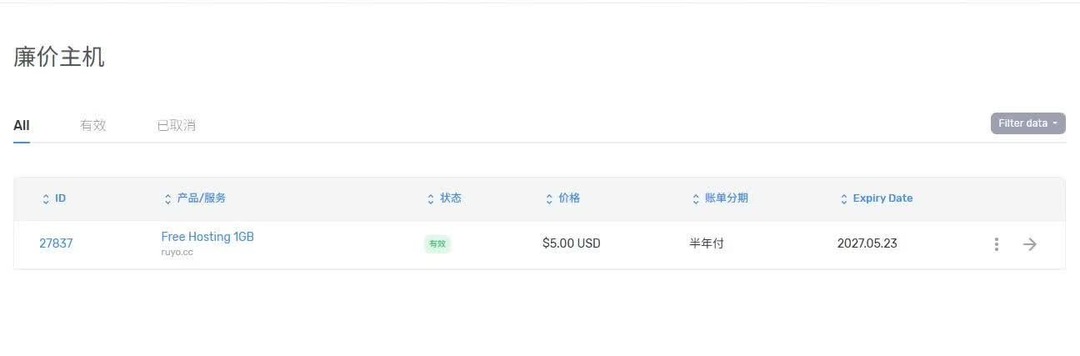 廉价主机
All 有效 已取消 Filter data
ID 产品/服务 状态 价格 账单分期 Expiry Date
27837 Free Hosting 1GB 有效 $5.00 USD 半年付 2027.05.23
ruyo.cc